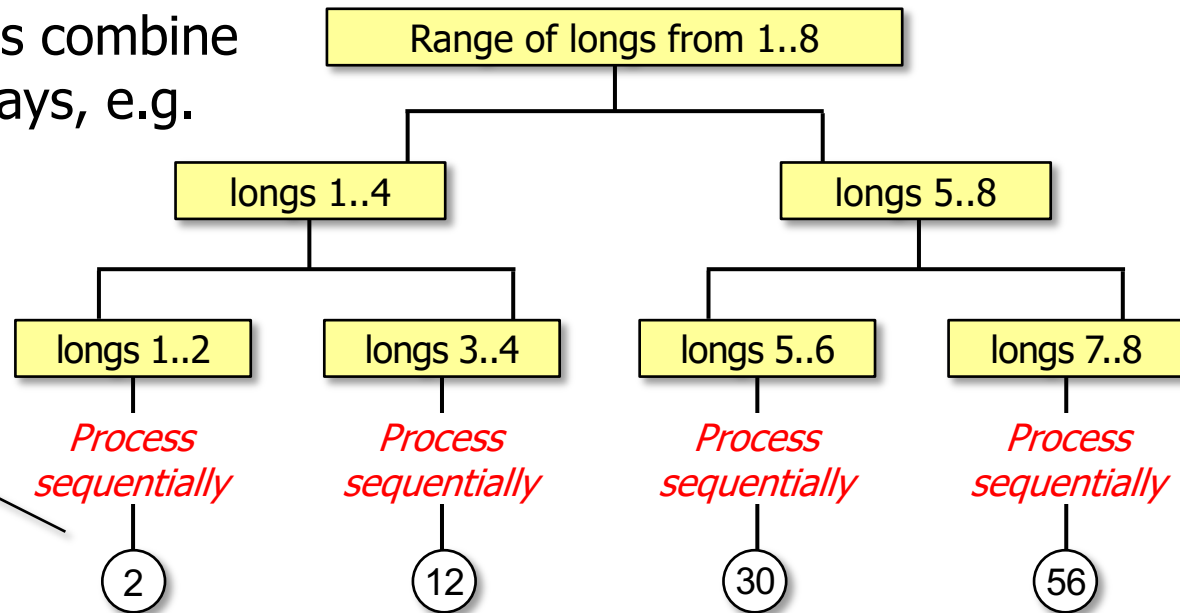 s combine
ays, e.g.
Range of longs from 1..8
longs 1..4
longs 5..8
longs 1..2
longs 3..4
longs 5..6
longs 7..8
Process
sequentially
Process
sequentially
Process
sequentially
Process
sequentially
2
12
30
56